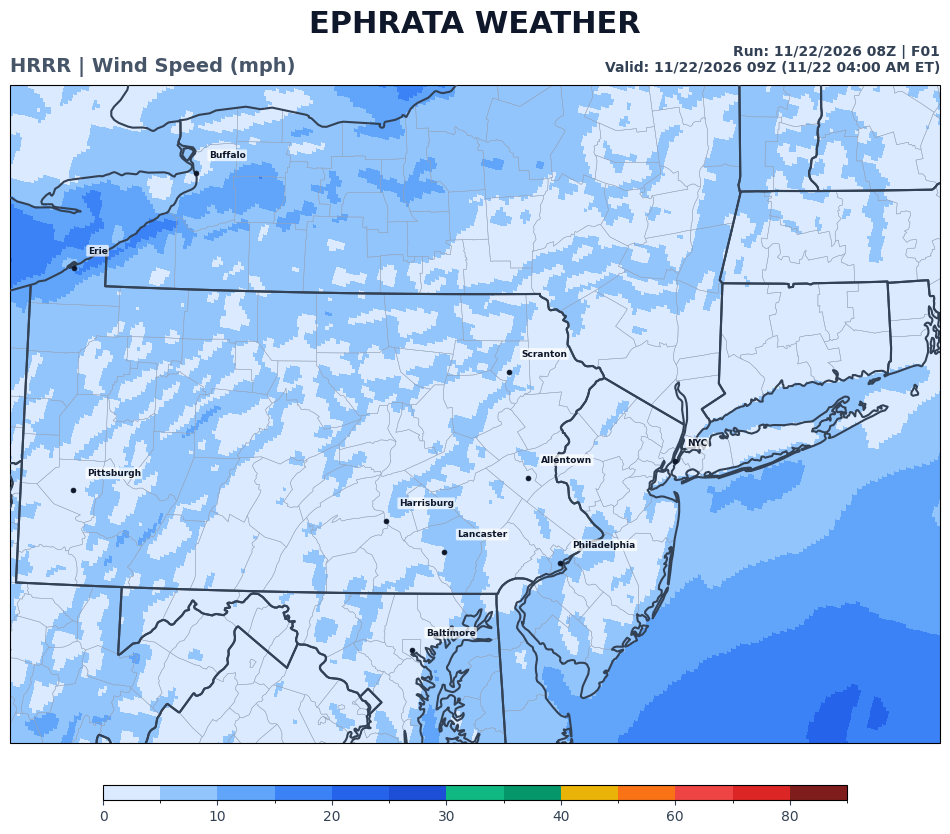 EPHRATA WEATHER
HRRR | Wind Speed (mph)
Run: 11/22/2026 08Z | F01
Valid: 11/22/2026 09Z (11/22 04:00 AM ET)
Buffalo
Erie
Scranton
NYC
Allentown
Pittsburgh
Harrisburg
Lancaster
Philadelphia
Baltimore
0 10 20 30 40 50 60 70 80